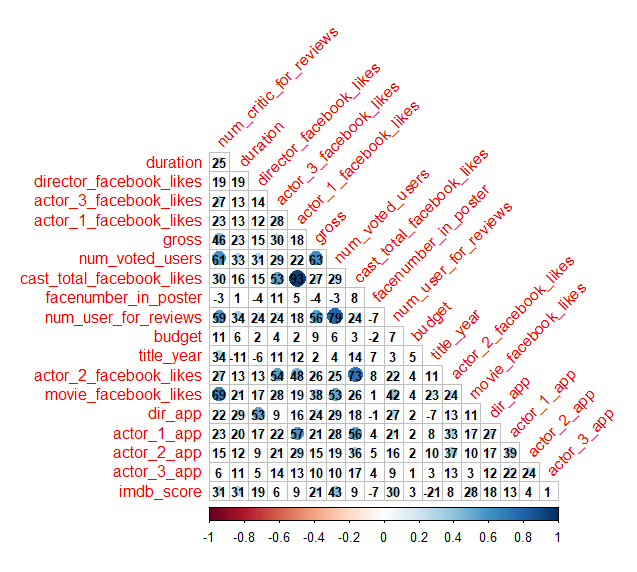 num_critic_for_reviews
duration
director_facebook_likes
actor_3_facebook_likes
actor_1_facebook_likes
gross
num_voted_users
cast_total_facebook_likes
facenumber_in_poster
num_user_for_reviews
budget
title_year
actor_2_facebook_likes
movie_facebook_likes
dir_app
actor_1_app
actor_2_app
actor_3_app
duration 25
director_facebook_likes 19 19
actor_3_facebook_likes 27 13 14
actor_1_facebook_likes 23 13 12 28
gross 46 23 15 30 18
num_voted_users 61 33 31 29 22 63
cast_total_facebook_likes 30 16 15 53 93 27 29
facenumber_in_poster -3 1 -4 11 5 -4 -3 8
num_user_for_reviews 59 34 24 24 18 56 79 24 -7
budget 11 6 2 4 2 9 6 3 -2 7
title_year 34 -11 -6 11 12 2 4 14 7 3 5
actor_2_facebook_likes 27 13 13 54 48 26 25 73 8 22 4 11
movie_facebook_likes 69 21 17 28 19 38 53 26 1 42 4 23 24
dir_app 22 29 53 9 16 24 29 18 -1 27 2 -7 13 11
actor_1_app 23 20 17 22 57 21 28 56 4 21 2 8 33 17 27
actor_2_app 15 12 9 21 29 15 19 36 5 16 2 10 37 10 17 39
actor_3_app 6 11 5 14 13 10 10 17 4 9 1 3 13 3 12 22 24
imdb_score 31 31 19 6 9 21 43 9 -7 30 3 -21 8 28 18 13 4 1
-1 -0.8 -0.6 -0.4 -0.2 0 0.2 0.4 0.6 0.8 1